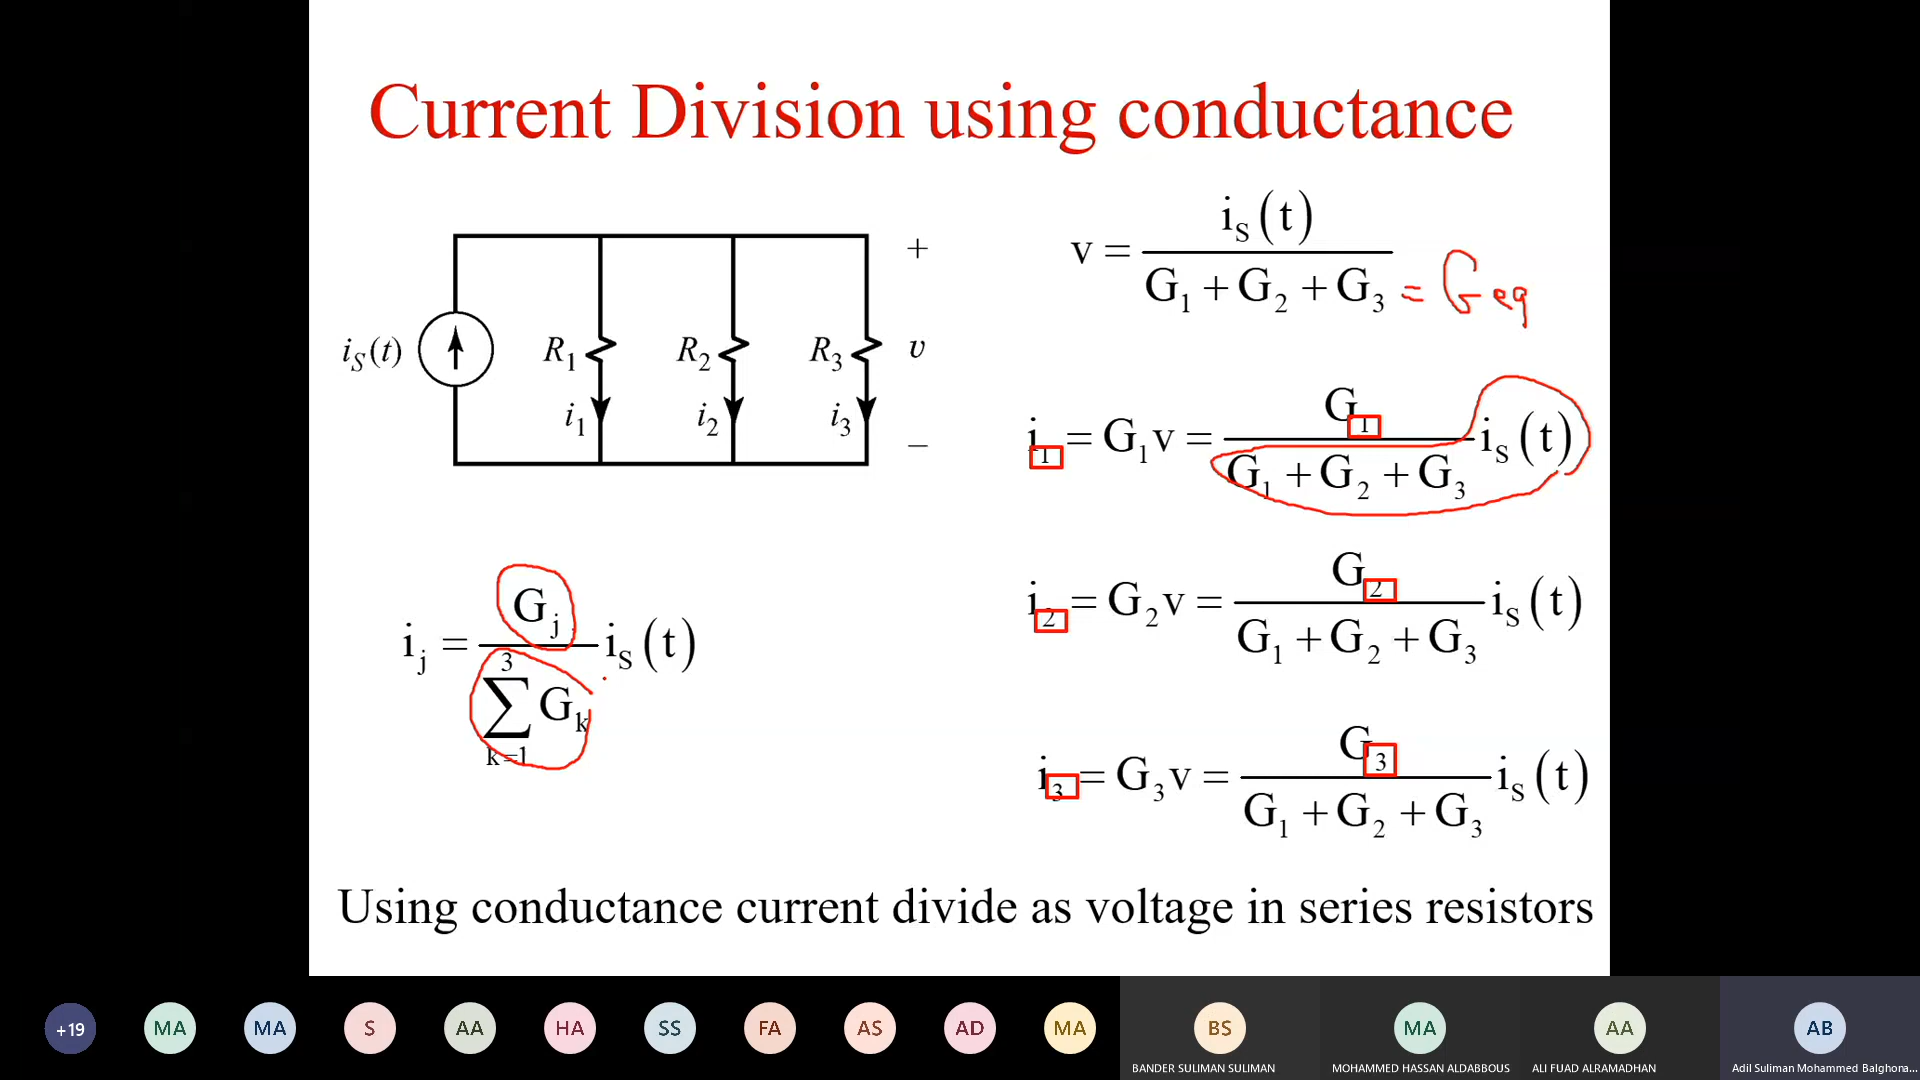 Current Division using conductance
i_S(t)
R_1
R_2
R_3
i_1
i_2
i_3
+
v
−
v = i_S(t) / (G_1 + G_2 + G_3) = Geq
i_1 = G_1 v = G_1 / (G_1 + G_2 + G_3) i_S(t)
i_2 = G_2 v = G_2 / (G_1 + G_2 + G_3) i_S(t)
i_3 = G_3 v = G_3 / (G_1 + G_2 + G_3) i_S(t)
i_j = G_j / ∑_{k=1}^{3} G_k i_S(t)
Using conductance current divide as voltage in series resistors
+19 MA MA S AA HA SS FA AS AD MA BS MA AA AB
BANDER SULIMAN SULIMAN MOHAMMED HASSAN ALDABBOUS ALI FUAD ALRAMADHAN Adil Suliman Mohammed Balghona...